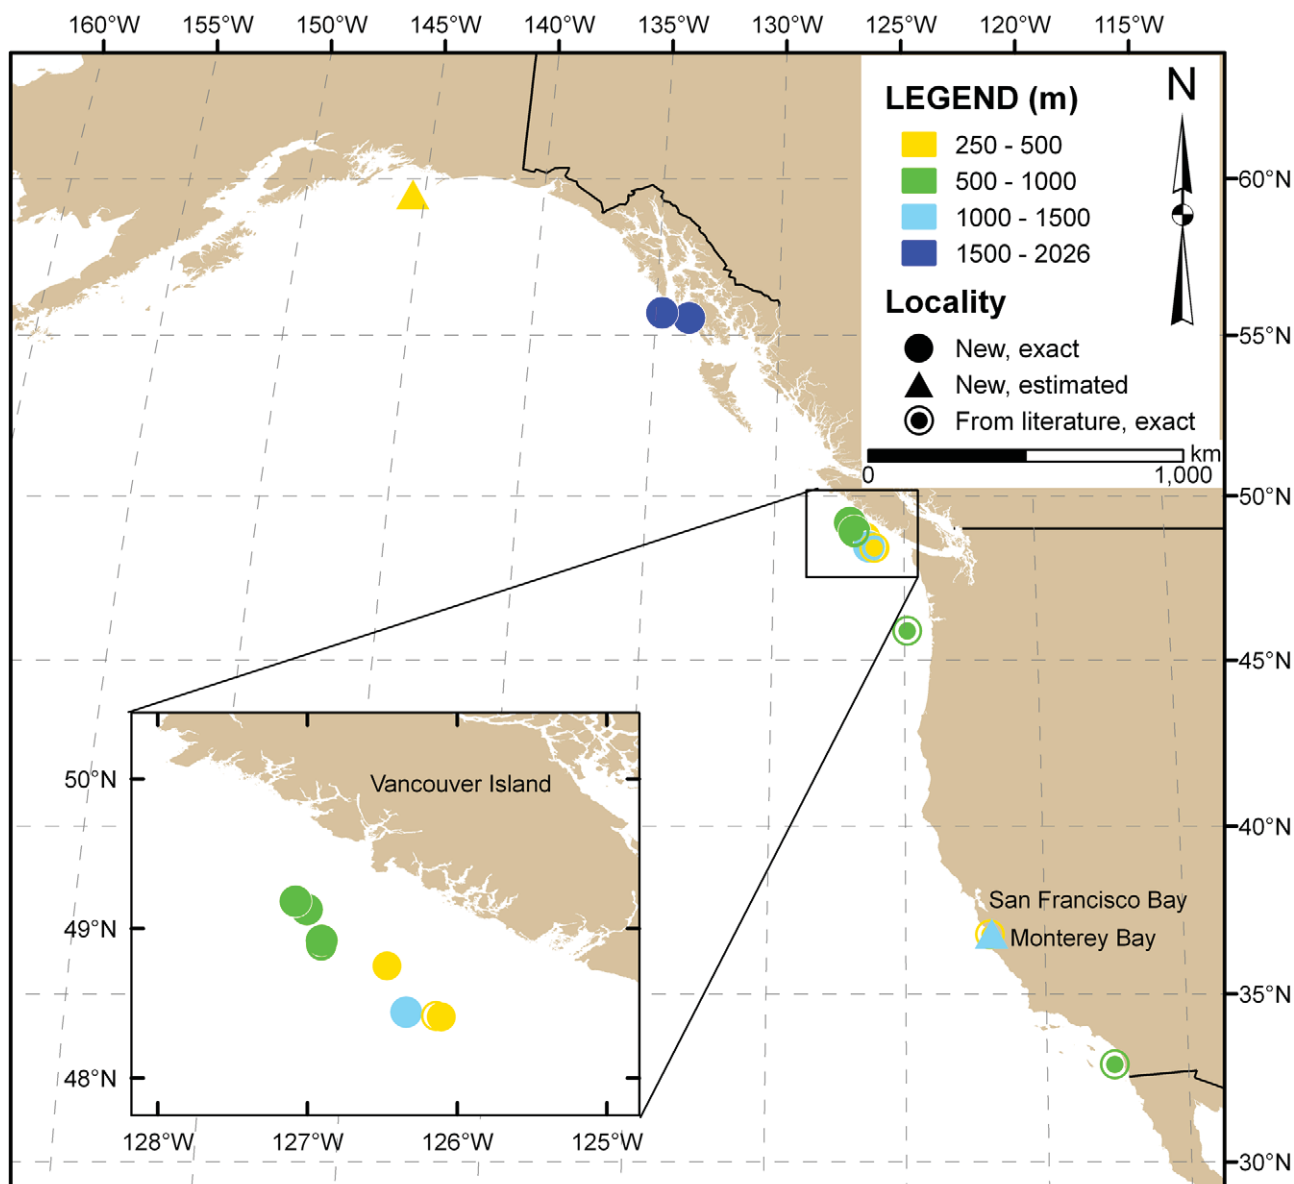 160°W 155°W 150°W 145°W 140°W 135°W 130°W 125°W 120°W 115°W
N
LEGEND (m)
250 - 500
500 - 1000
1000 - 1500
1500 - 2026
Locality
New, exact
New, estimated
From literature, exact
km
0 1,000
60°N
55°N
50°N
45°N
40°N
35°N
30°N
San Francisco Bay
Monterey Bay
Vancouver Island
50°N
49°N
48°N
128°W 127°W 126°W 125°W